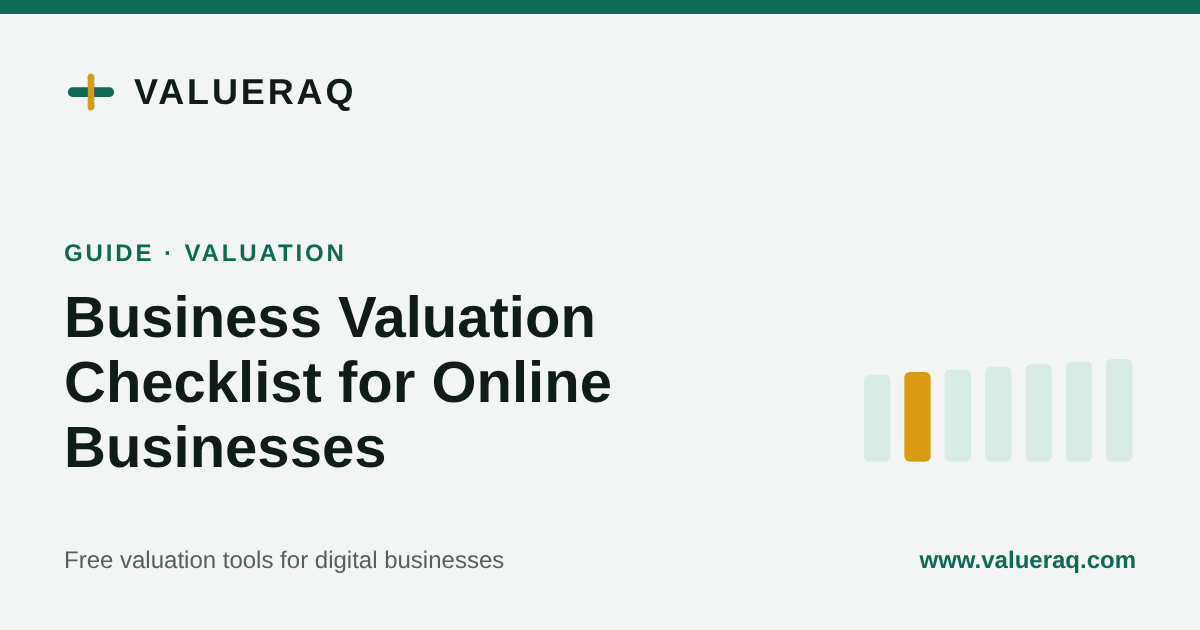 VALUERAQ
GUIDE · VALUATION
Business Valuation
Checklist for Online
Businesses
Free valuation tools for digital businesses
www.valueraq.com